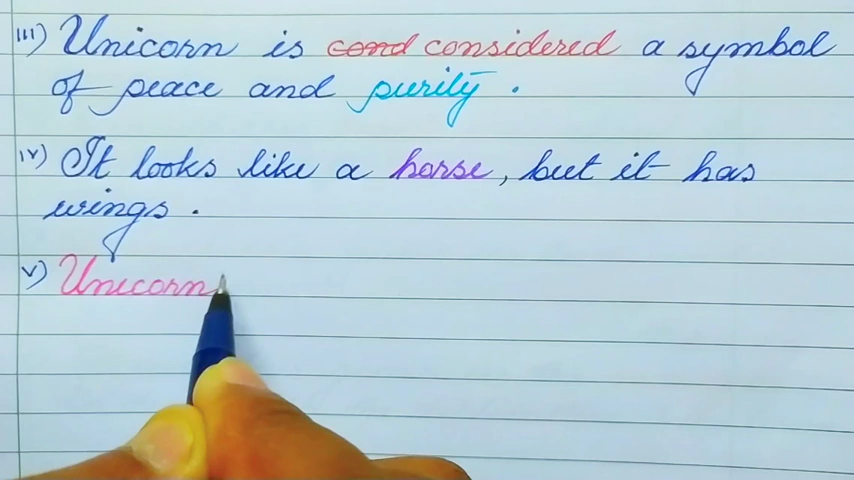 iii) Unicorn is cond considered a symbol
of peace and purity.
iv) It looks like a horse, but it has
wings.
v) Unicorn